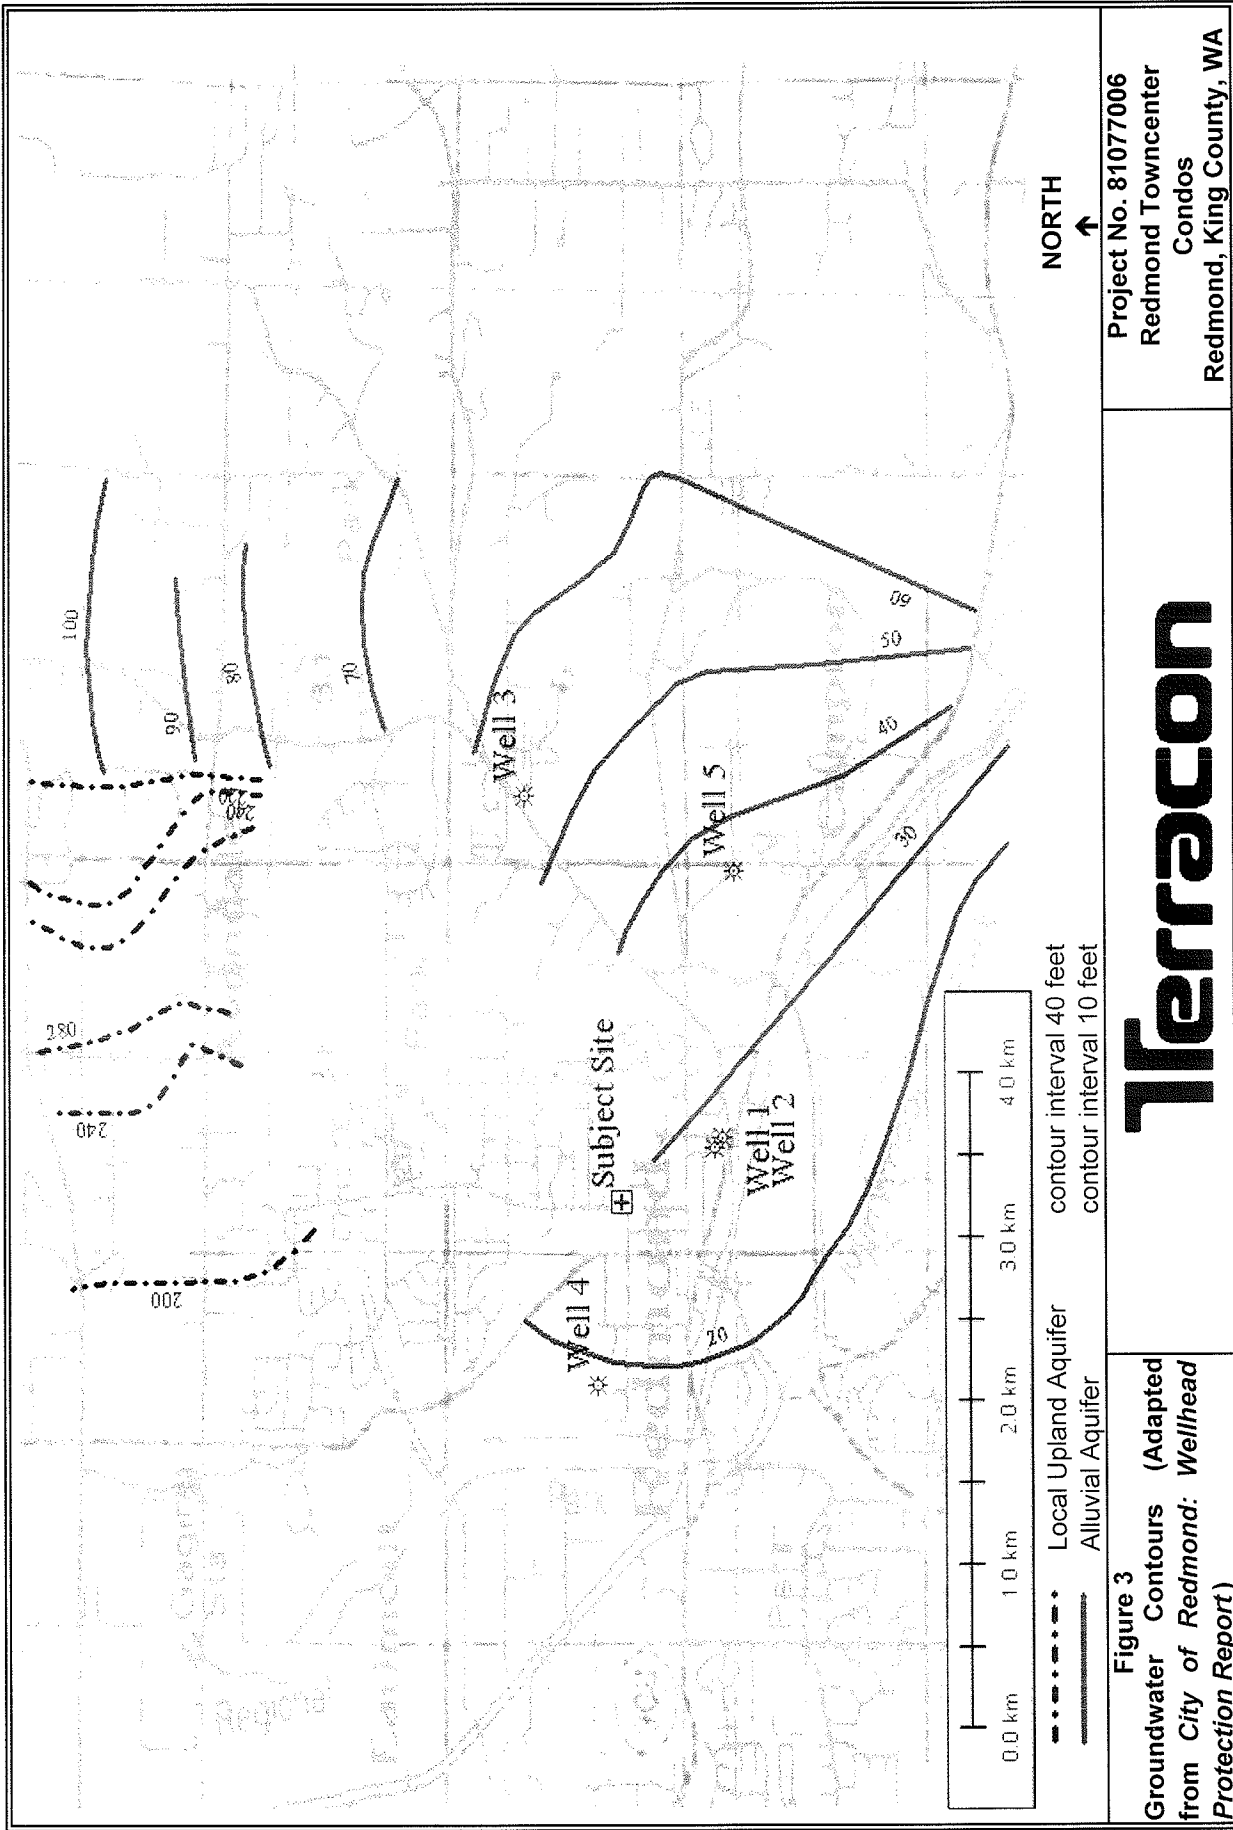 100
90
80
70
60
50
40
30
20
220
240
280
240
200
Well 3
Well 5
Subject Site
Well 1
Well 2
Well 4
Redmond
Regional
NORTH
0.0 km
1.0 km
2.0 km
3.0 km
4.0 km
Local Upland Aquifer contour interval 40 feet
Alluvial Aquifer contour interval 10 feet
Figure 3
Groundwater Contours (Adapted
from City of Redmond: Wellhead
Protection Report)
Terracon
Project No. 81077006
Redmond Towncenter
Condos
Redmond, King County, WA